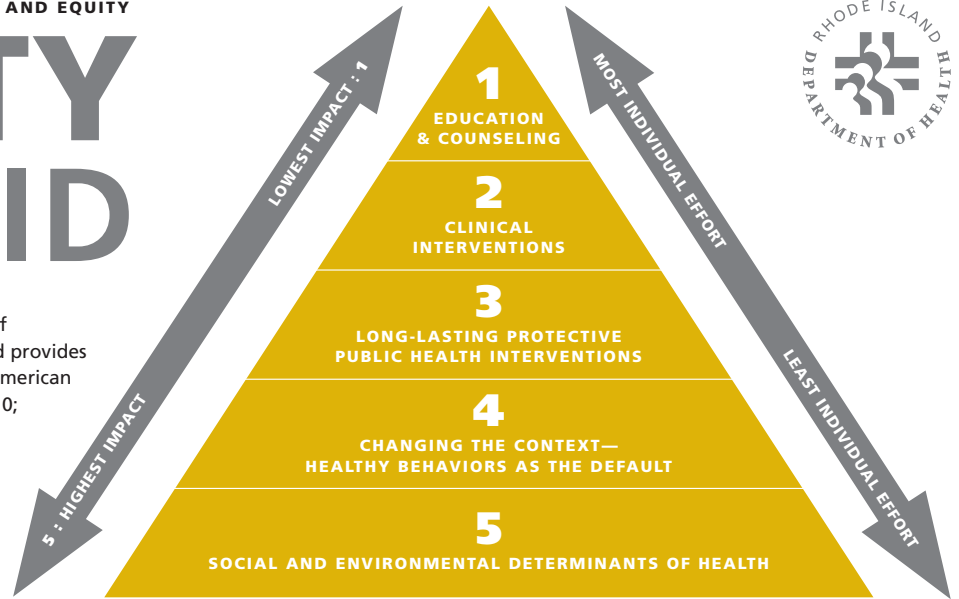 AND EQUITY
TY
ID
f
d provides
merican
0;
LOWEST IMPACT : 1
5 : HIGHEST IMPACT
1
EDUCATION
& COUNSELING
2
CLINICAL
INTERVENTIONS
3
LONG-LASTING PROTECTIVE
PUBLIC HEALTH INTERVENTIONS
4
CHANGING THE CONTEXT—
HEALTHY BEHAVIORS AS THE DEFAULT
5
SOCIAL AND ENVIRONMENTAL DETERMINANTS OF HEALTH
MOST INDIVIDUAL EFFORT
LEAST INDIVIDUAL EFFORT
RHODE ISLAND
DEPARTMENT OF HEALTH